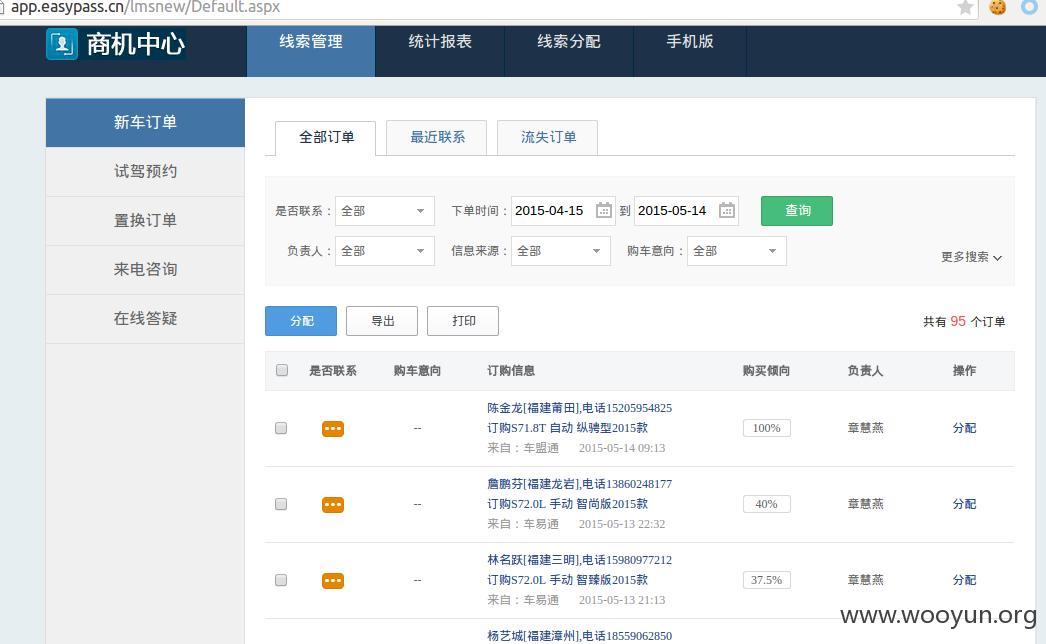 app.easypass.cn/lmsnew/Default.aspx
商机中心 线索管理 统计报表 线索分配 手机版
新车订单
试驾预约
置换订单
来电咨询
在线答疑
全部订单 最近联系 流失订单
是否联系： 全部 下单时间： 2015-04-15 到 2015-05-14 查询
负责人： 全部 信息来源： 全部 购车意向： 全部
更多搜索
分配 导出 打印 共有 95 个订单
是否联系 购车意向 订购信息 购买倾向 负责人 操作
陈金龙[福建莆田],电话15205954825
-- 订购S71.8T 自动 纵骋型2015款 100% 章慧燕 分配
来自：车盟通 2015-05-14 09:13
詹鹏芬[福建龙岩],电话13860248177
-- 订购S72.0L 手动 智尚版2015款 40% 章慧燕 分配
来自：车易通 2015-05-13 22:32
林名跃[福建三明],电话15980977212
-- 订购S72.0L 手动 智臻版2015款 37.5% 章慧燕 分配
来自：车易通 2015-05-13 21:13
杨艺城[福建漳州],电话18559062850
www.wooyun.org